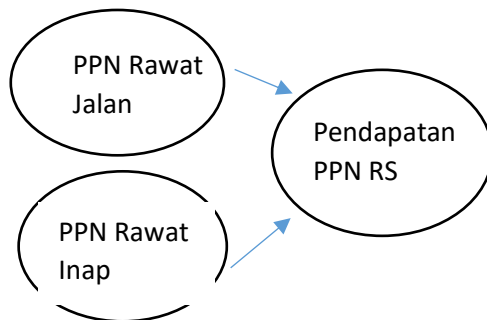 PPN Rawat
Jalan
Pendapatan
PPN RS
PPN Rawat
Inap